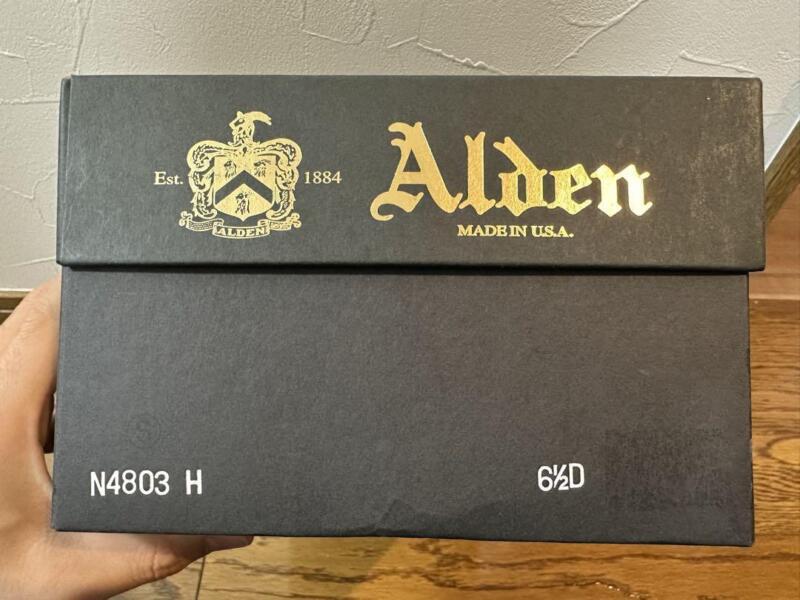 Est. 1884
ALDEN
Alden
MADE IN U.S.A.
N4803 H 6½D